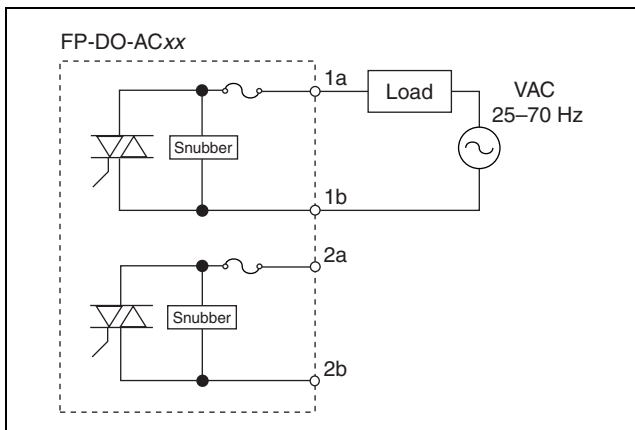 FP-DO-ACxx
1a
Load
VAC
25–70 Hz
Snubber
1b
2a
Snubber
2b